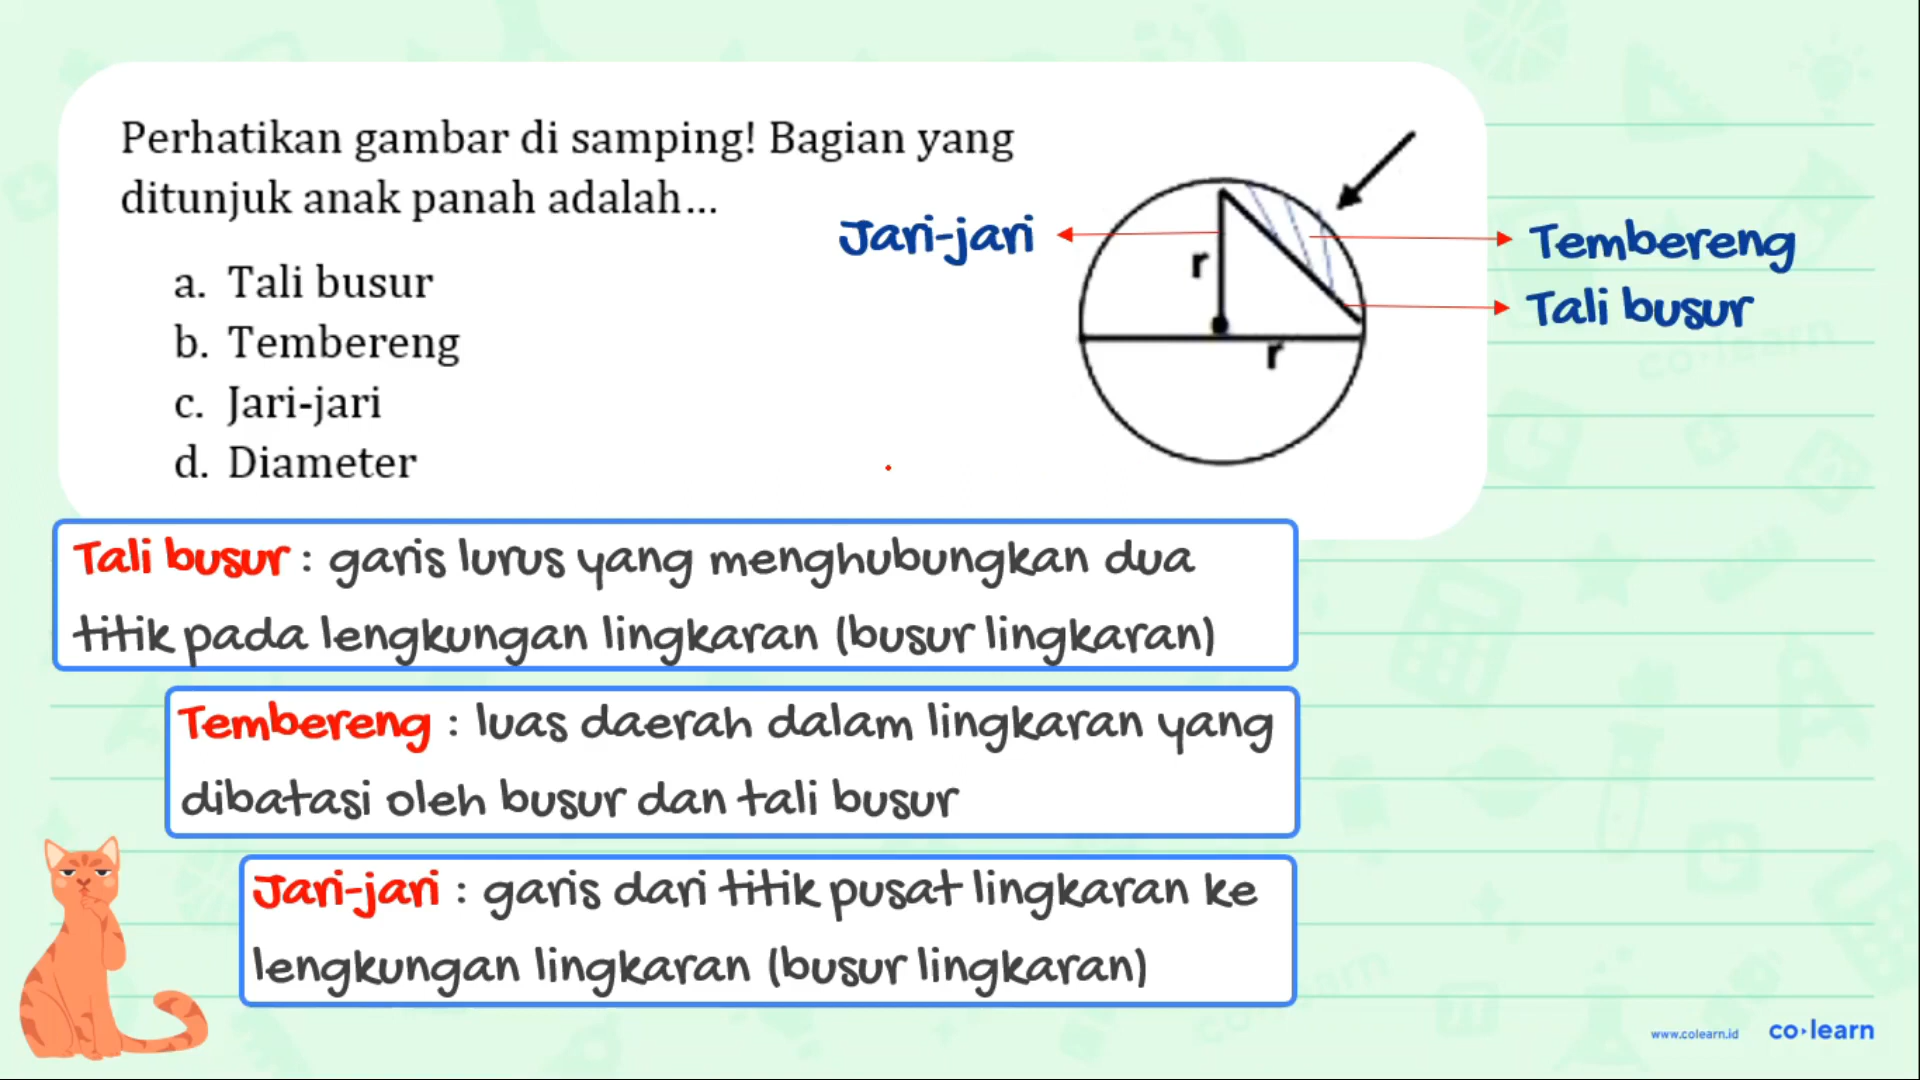 Perhatikan gambar di samping! Bagian yang
ditunjuk anak panah adalah...
a. Tali busur
b. Tembereng
c. Jari-jari
d. Diameter
Jari-jari
r
r
Tembereng
Tali busur
Tali busur : garis lurus yang menghubungkan dua
titik pada lengkungan lingkaran (busur lingkaran)
Tembereng : luas daerah dalam lingkaran yang
dibatasi oleh busur dan tali busur
Jari-jari : garis dari titik pusat lingkaran ke
lengkungan lingkaran (busur lingkaran)
co·learn
www.colearn.id
co·learn